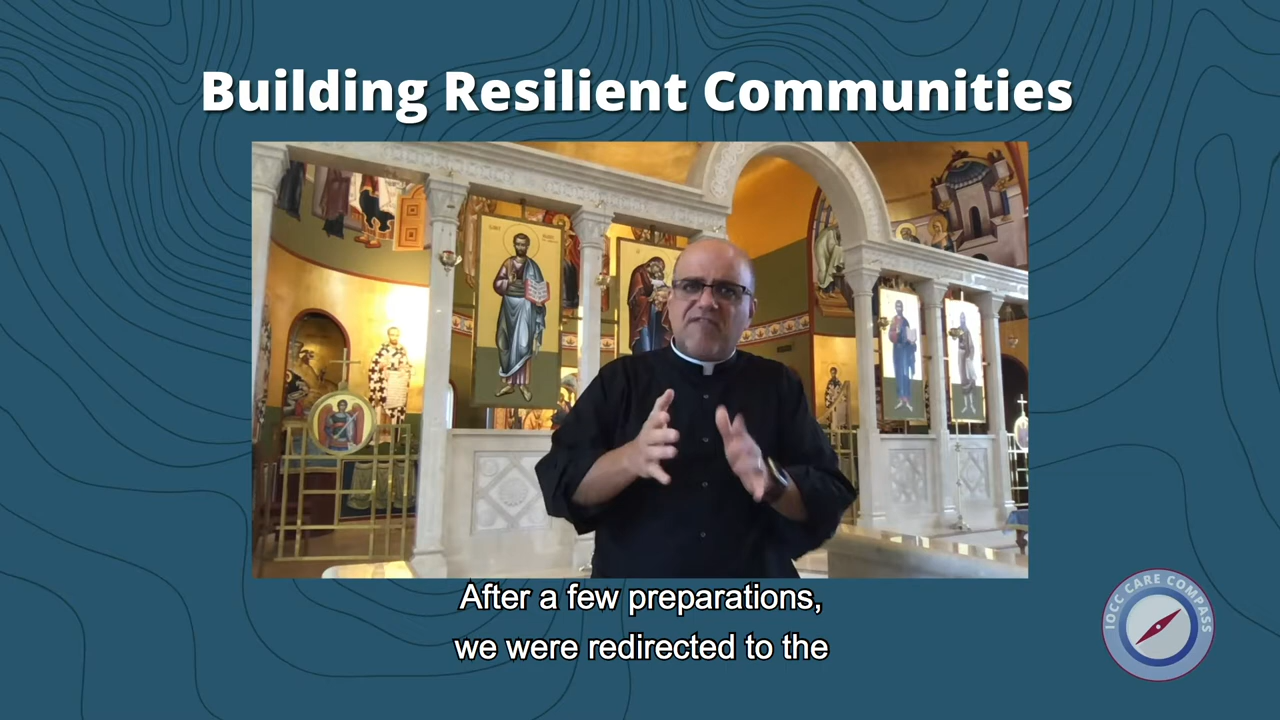 Building Resilient Communities
After a few preparations,
we were redirected to the
IOCC CARE COMPASS